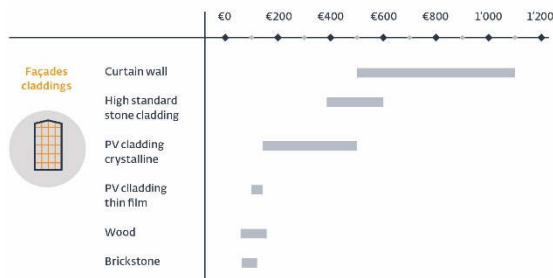 €0 €200 €400 €600 €800 1'000 1'200
Façades
claddings
Curtain wall
High standard
stone cladding
PV cladding
crystalline
PV clladding
thin film
Wood
Brickstone